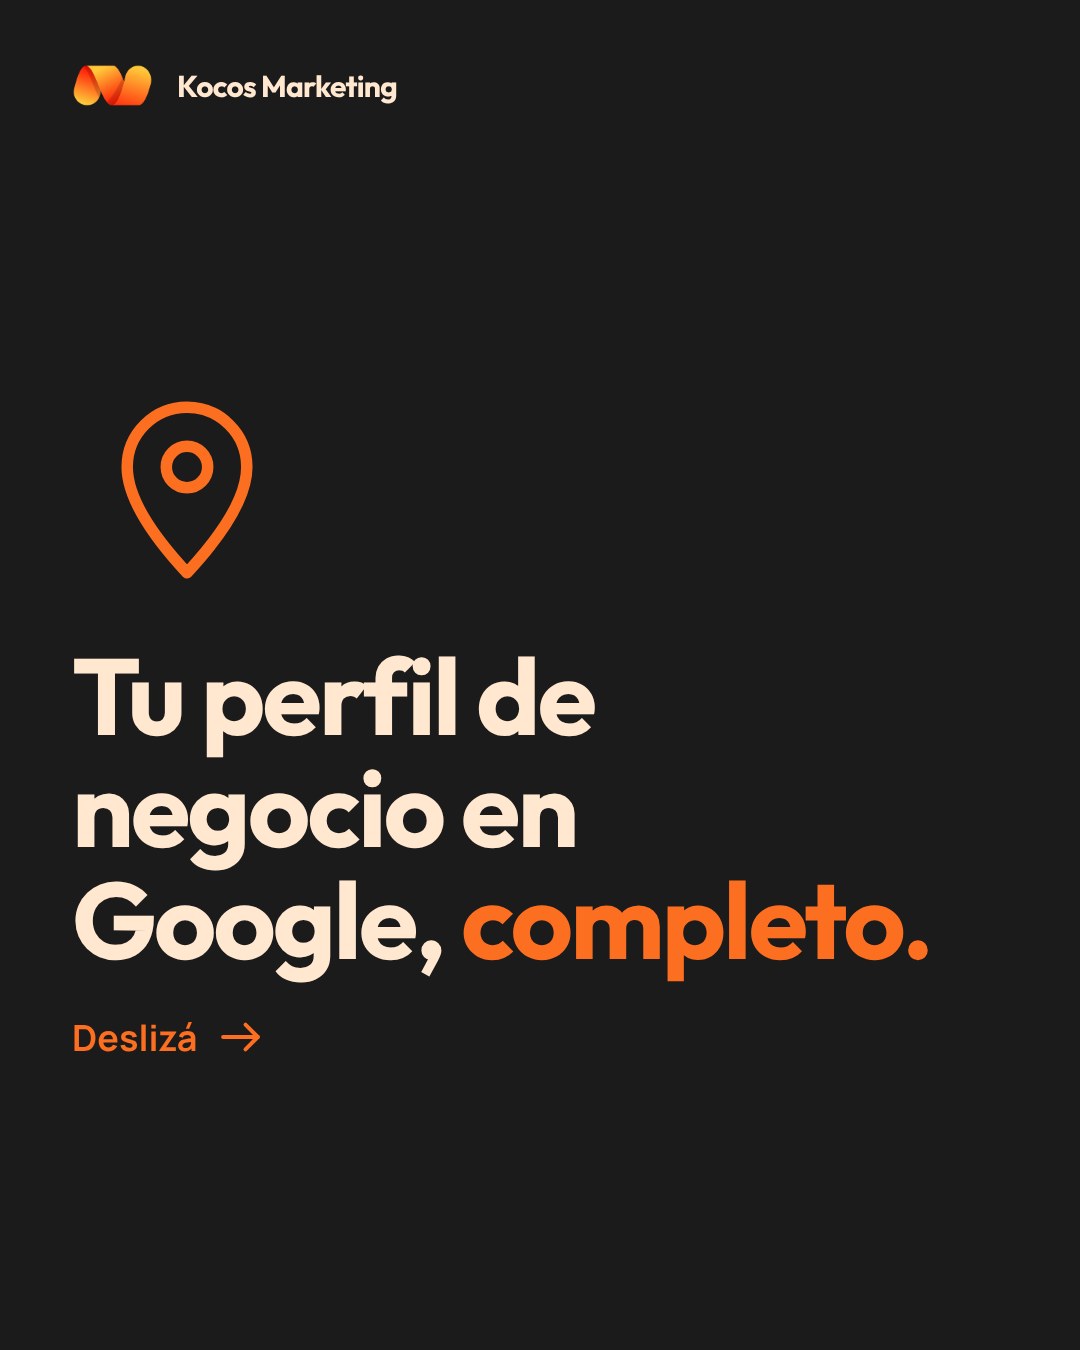 Kocos Marketing
Tu perfil de
negocio en
Google, completo.
Deslizá